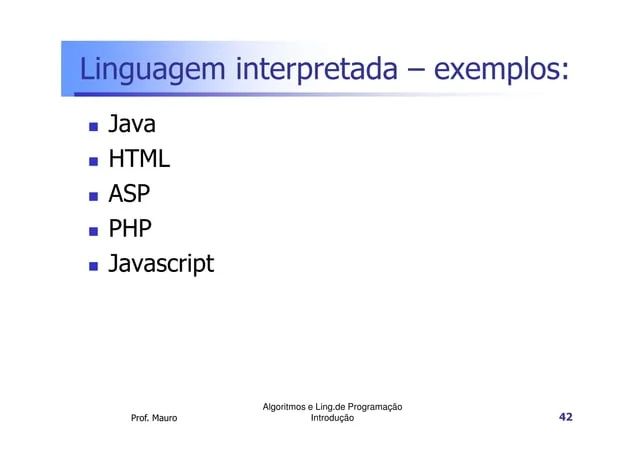 Linguagem interpretada – exemplos:
Java
HTML
ASP
PHP
Javascript
Prof. Mauro
Algoritmos e Ling.de Programação
Introdução
42